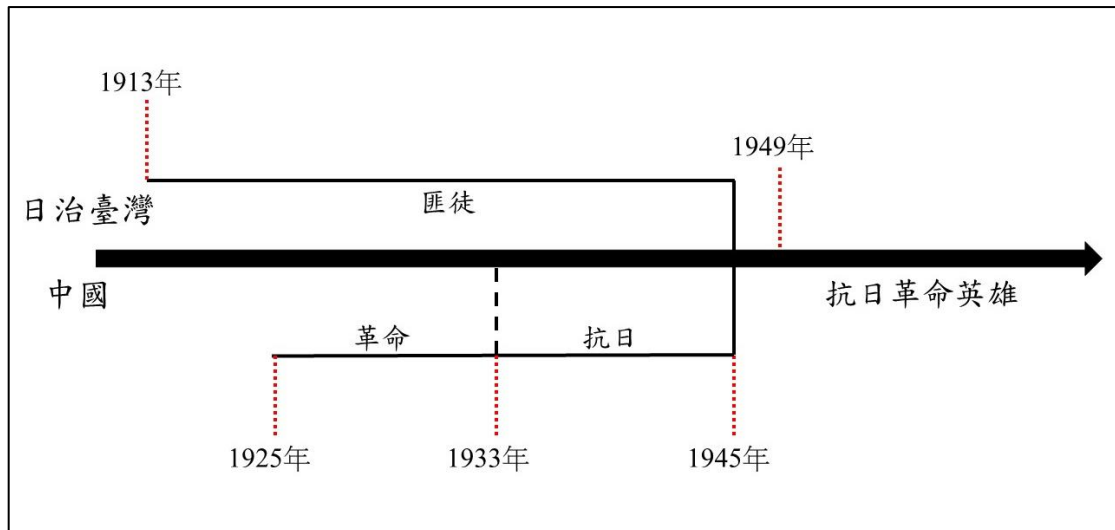 1913年
1949年
匪徒
日治臺灣
中國
抗日革命英雄
革命
抗日
1925年
1933年
1945年